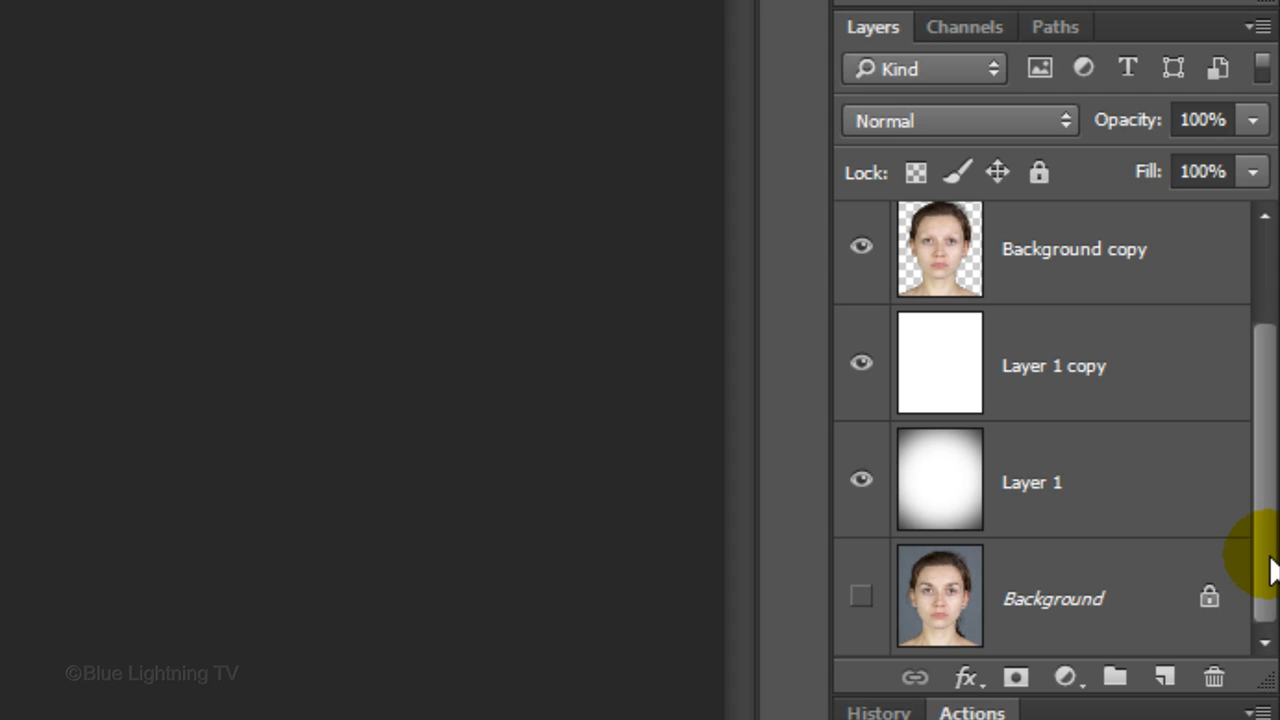 Layers Channels Paths
Kind T
Normal Opacity: 100%
Lock: Fill: 100%
Background copy
Layer 1 copy
Layer 1
Background
©Blue Lightning TV
fx
History Actions